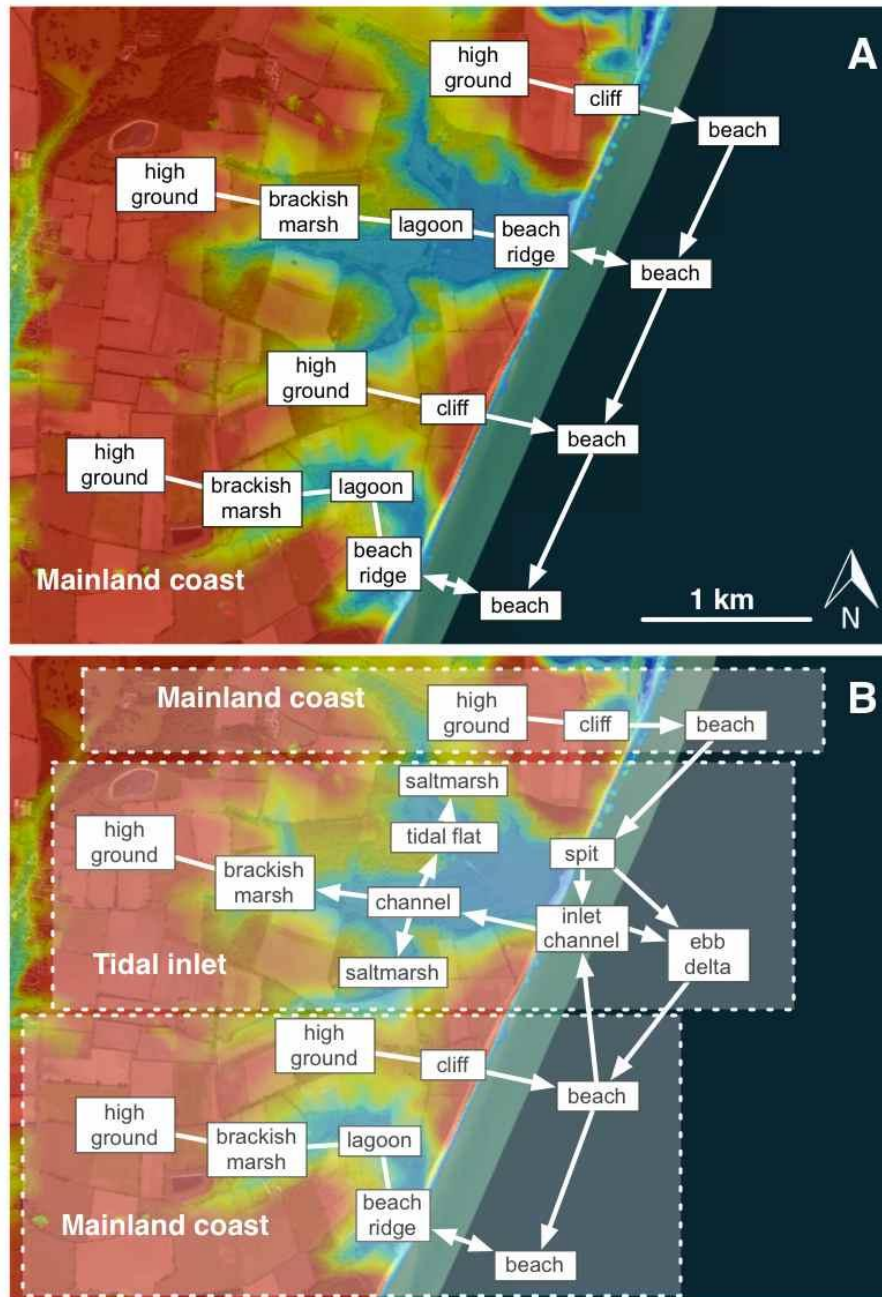 A
high
ground
cliff
beach
high
ground
brackish
marsh
lagoon
beach
ridge
beach
high
ground
cliff
beach
high
ground
brackish
marsh
lagoon
beach
ridge
beach
Mainland coast
1 km
N
B
Mainland coast
high
ground
cliff
beach
saltmarsh
tidal flat
spit
high
ground
brackish
marsh
channel
inlet
channel
ebb
delta
Tidal inlet
saltmarsh
high
ground
cliff
beach
high
ground
brackish
marsh
lagoon
beach
ridge
Mainland coast
beach